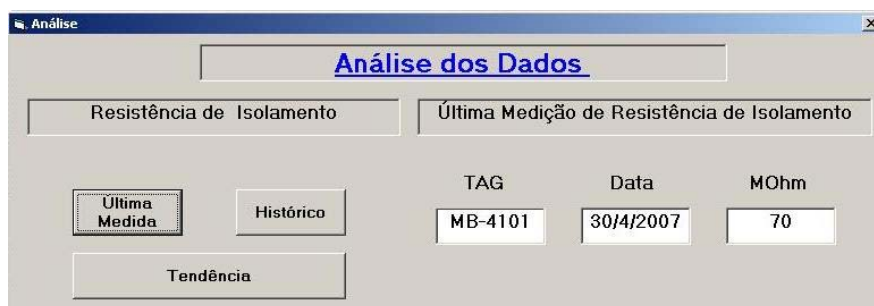 Análise
Análise dos Dados
Resistência de Isolamento
Última Medição de Resistência de Isolamento
TAG
Data
MOhm
Última
Medida
Histórico
MB-4101
30/4/2007
70
Tendência